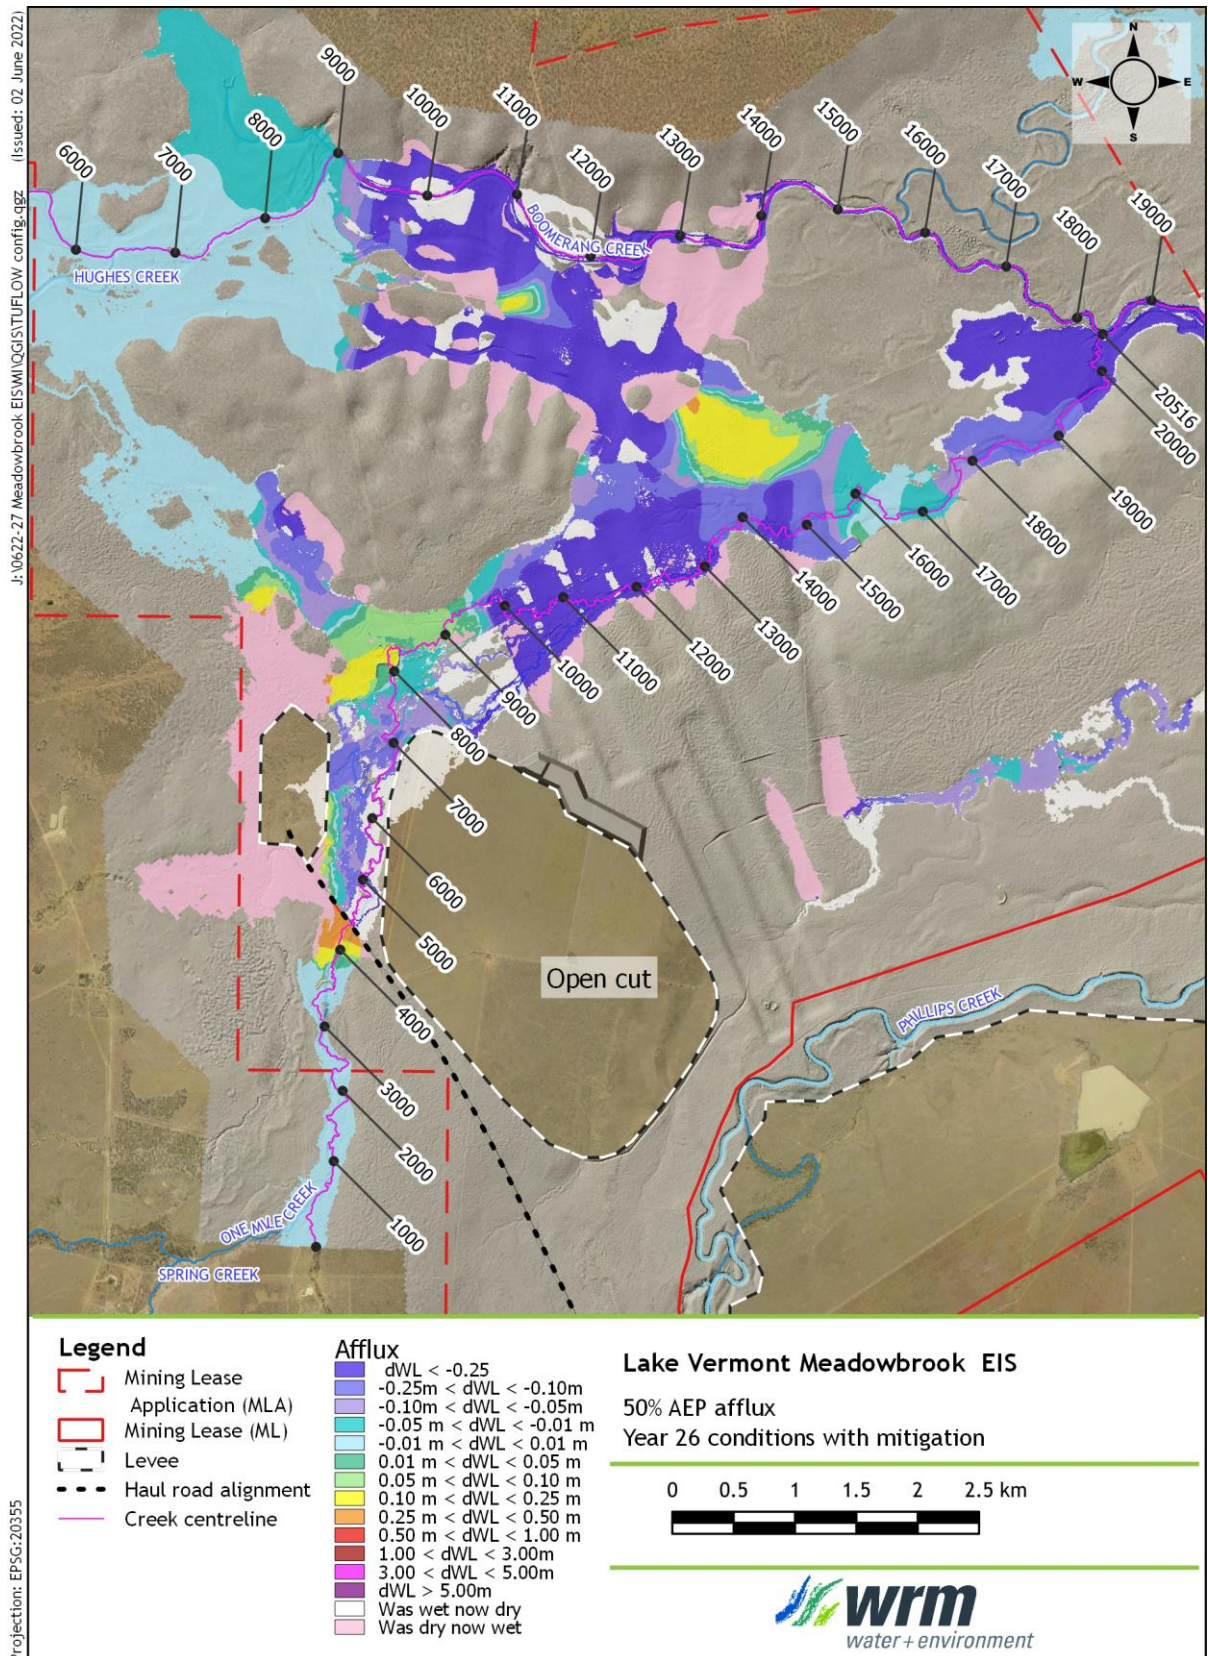 J:\0622-27 Meadowbrook EIS\WI\QGIS\TUFLOW config.qgz (Issued: 02 June 2022)
N
W
E
S
6000
7000
8000
9000
10000
11000
12000
13000
14000
15000
16000
17000
18000
19000
HUGHES CREEK
BOOMERANG CREEK
20516
20000
19000
18000
17000
16000
15000
14000
13000
12000
11000
10000
9000
8000
7000
6000
5000
4000
3000
2000
1000
Open cut
PHILLIPS CREEK
ONE MILE CREEK
SPRING CREEK
Projection: EPSG:20355
Legend
Mining Lease
Application (MLA)
Mining Lease (ML)
Levee
Haul road alignment
Creek centreline
Afflux
dWL < -0.25
-0.25m < dWL < -0.10m
-0.10m < dWL < -0.05m
-0.05 m < dWL < -0.01 m
-0.01 m < dWL < 0.01 m
0.01 m < dWL < 0.05 m
0.05 m < dWL < 0.10 m
0.10 m < dWL < 0.25 m
0.25 m < dWL < 0.50 m
0.50 m < dWL < 1.00 m
1.00 < dWL < 3.00m
3.00 < dWL < 5.00m
dWL > 5.00m
Was wet now dry
Was dry now wet
Lake Vermont Meadowbrook EIS
50% AEP afflux
Year 26 conditions with mitigation
0 0.5 1 1.5 2 2.5 km
wrm
water + environment